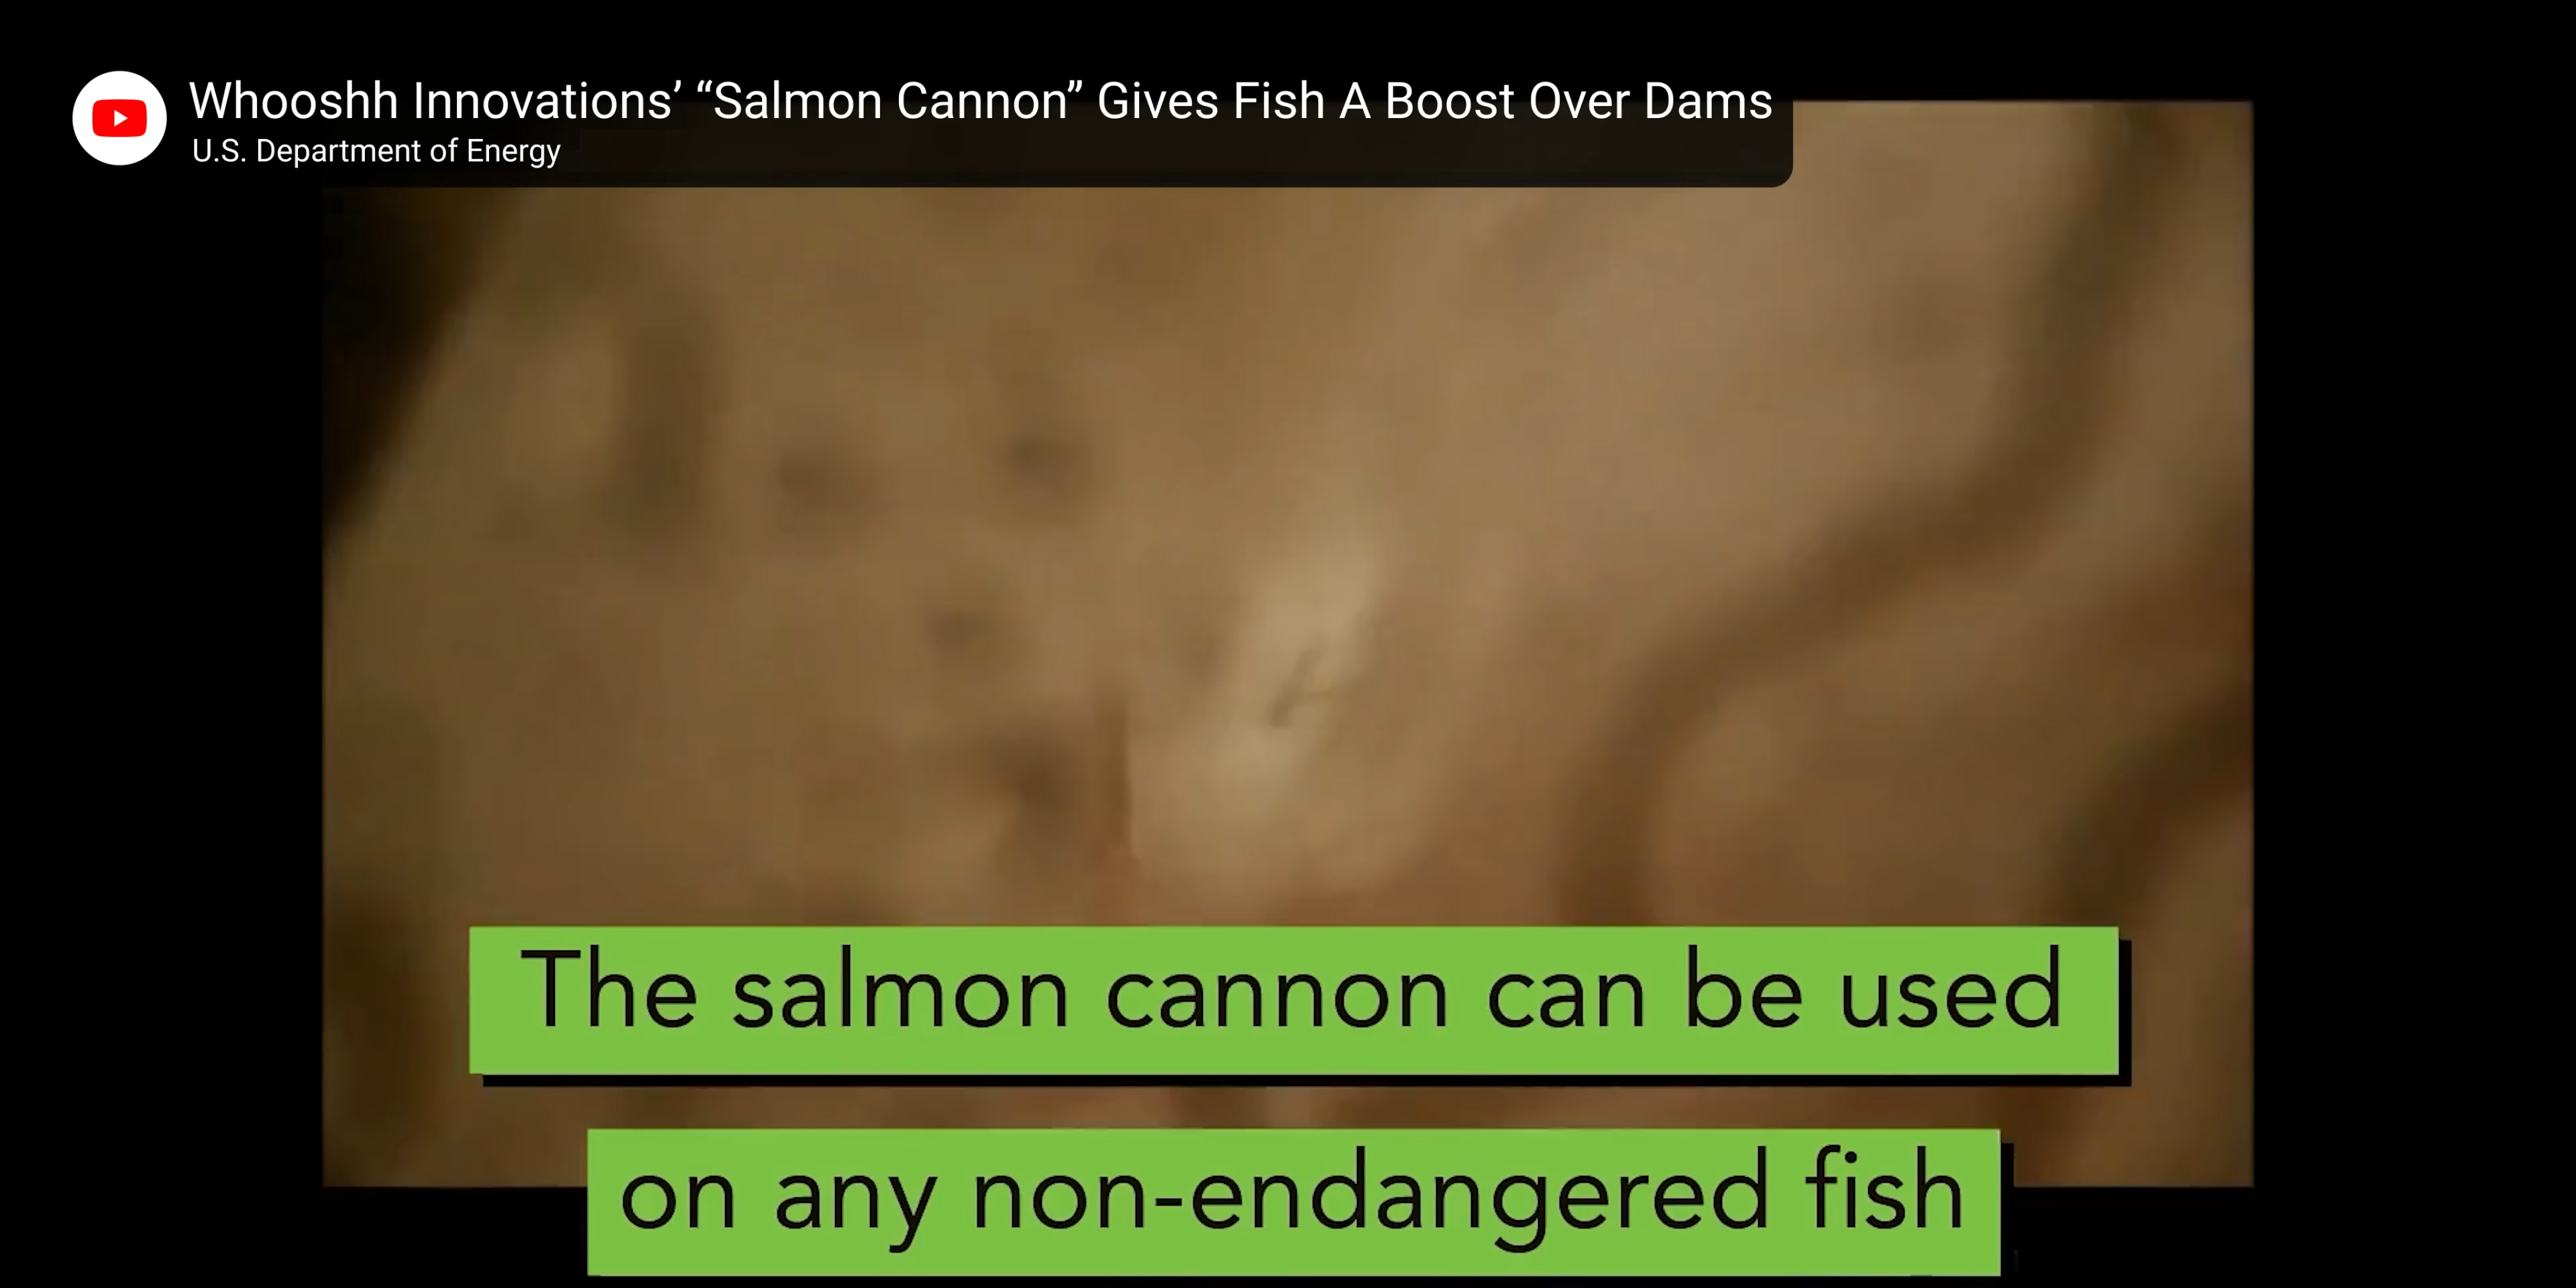 Whooshh Innovations’ “Salmon Cannon” Gives Fish A Boost Over Dams
U.S. Department of Energy
The salmon cannon can be used
on any non-endangered fish